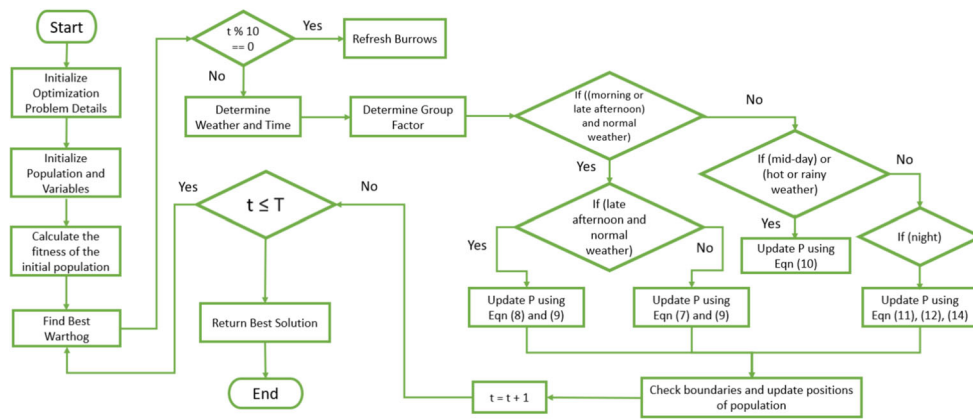 Start
Initialize
Optimization
Problem Details
Initialize
Population and
Variables
Calculate the
fitness of the
initial population
Find Best
Warthog
t % 10
== 0
Yes
Refresh Burrows
No
Determine
Weather and Time
Determine Group
Factor
If ((morning or
late afternoon)
and normal
weather)
No
Yes
If (mid-day) or
(hot or rainy
weather)
No
Yes
Update P using
Eqn (10)
If (night)
If (late
afternoon and
normal
weather)
Yes
No
Update P using
Eqn (8) and (9)
Update P using
Eqn (7) and (9)
Update P using
Eqn (11), (12), (14)
Check boundaries and update positions
of population
t = t + 1
No
t ≤ T
Yes
Return Best Solution
End